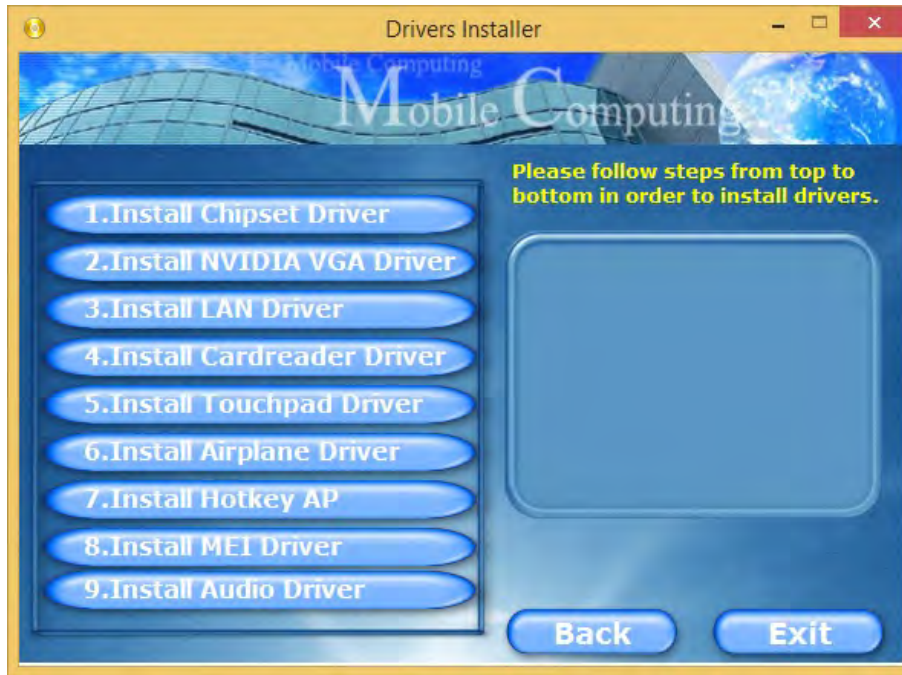 Drivers Installer
Mobile Computing
Mobile Computing
Please follow steps from top to
bottom in order to install drivers.
1.Install Chipset Driver
2.Install NVIDIA VGA Driver
3.Install LAN Driver
4.Install Cardreader Driver
5.Install Touchpad Driver
6.Install Airplane Driver
7.Install Hotkey AP
8.Install MEI Driver
9.Install Audio Driver
Back
Exit